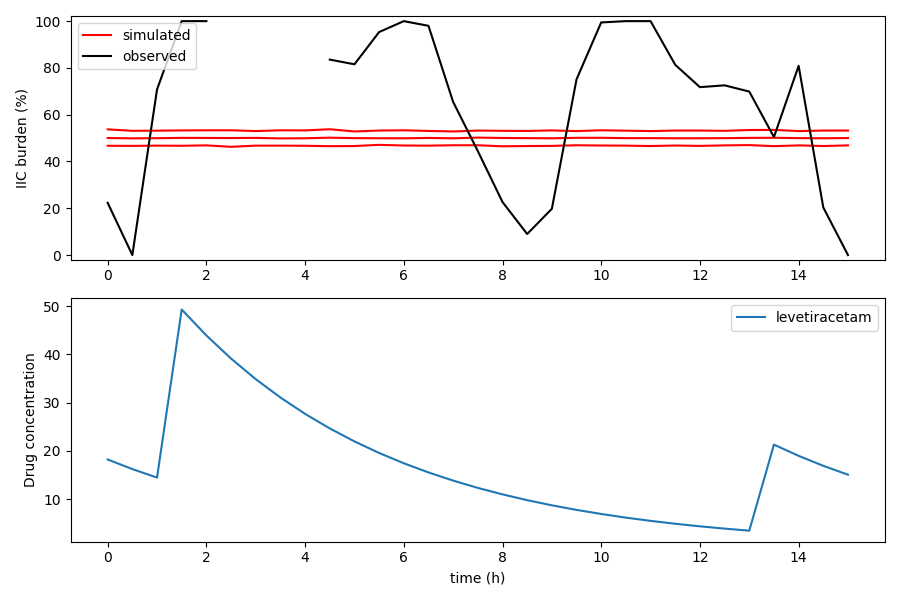 IIC burden (%)
100
80
60
40
20
0
simulated
observed
0 2 4 6 8 10 12 14
Drug concentration
50
40
30
20
10
levetiracetam
0 2 4 6 8 10 12 14
time (h)